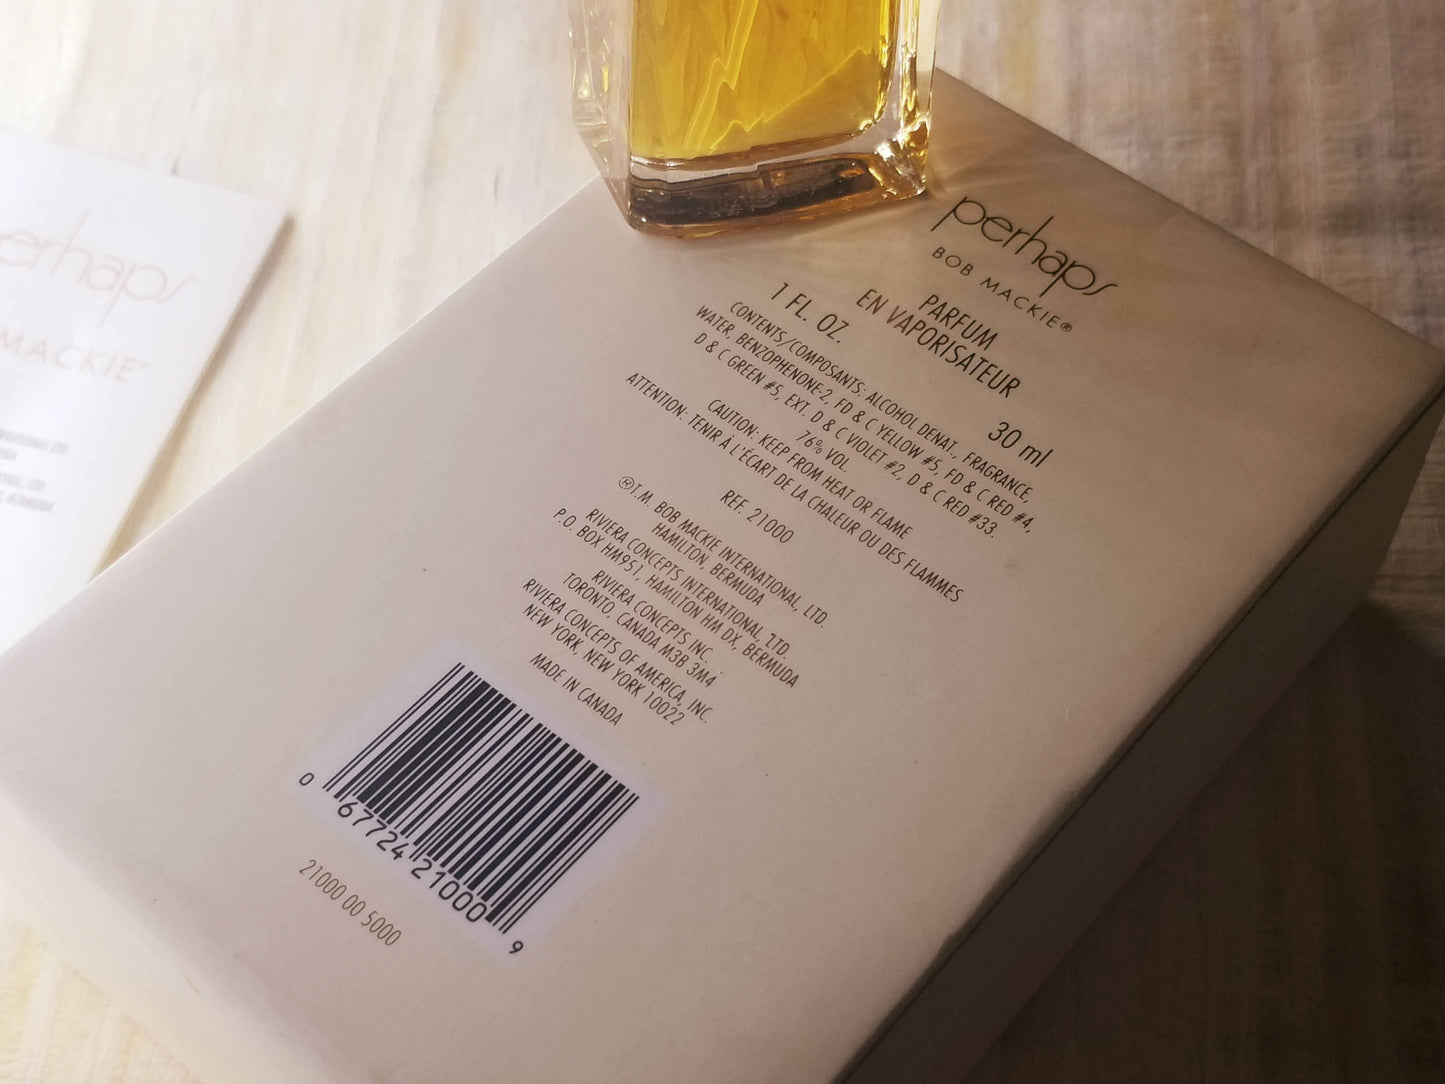 perhaps
BOB MACKIE®
PARFUM
EN VAPORISATEUR
1 FL. OZ. 30 ml
CONTENTS/COMPOSANTS: ALCOHOL DENAT., FRAGRANCE,
WATER, BENZOPHENONE-2, FD & C YELLOW #5, FD & C RED #4,
D & C GREEN #5, EXT. D & C VIOLET #2, D & C RED #33.
76% VOL
CAUTION: KEEP FROM HEAT OR FLAME
ATTENTION: TENIR À L'ÉCART DE LA CHALEUR OU DES FLAMMES
REF. 21000
®T.M. BOB MACKIE INTERNATIONAL, LTD.
HAMILTON, BERMUDA
RIVIERA CONCEPTS INTERNATIONAL, LTD.
P.O. BOX HM951, HAMILTON HM DX, BERMUDA
RIVIERA CONCEPTS INC.
TORONTO, CANADA M3B 3M4
RIVIERA CONCEPTS OF AMERICA, INC.
NEW YORK, NEW YORK 10022
MADE IN CANADA
0 67724 21000 9
21000 00 5000
erhaps
MACKIE®
LTD.
LTD.
BERMUDA